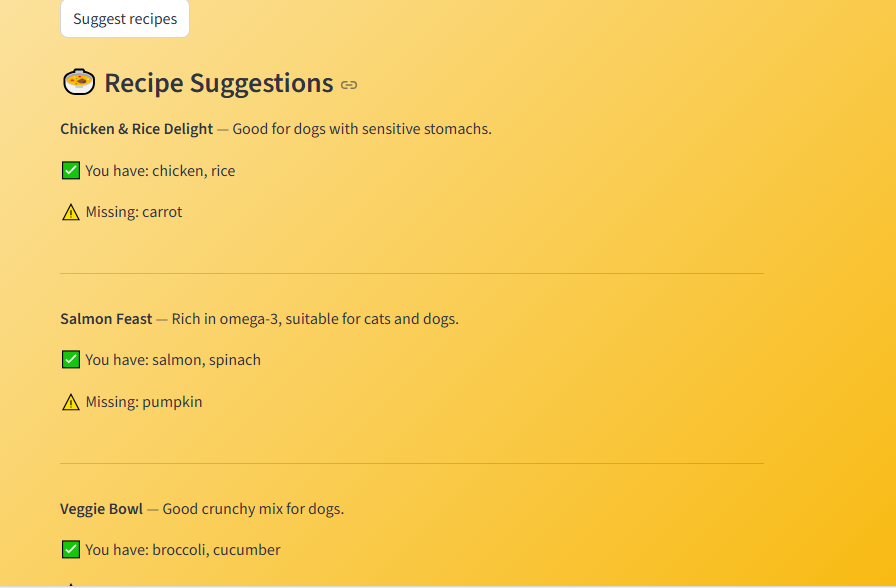 Suggest recipes
Recipe Suggestions
Chicken & Rice Delight — Good for dogs with sensitive stomachs.
You have: chicken, rice
Missing: carrot
Salmon Feast — Rich in omega-3, suitable for cats and dogs.
You have: salmon, spinach
Missing: pumpkin
Veggie Bowl — Good crunchy mix for dogs.
You have: broccoli, cucumber